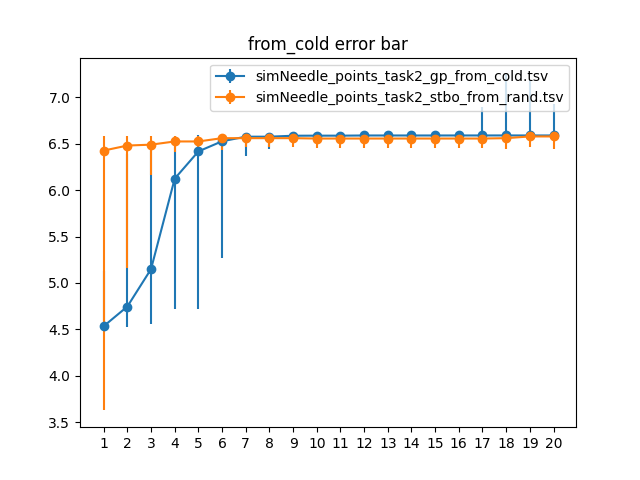 from_cold error bar
simNeedle_points_task2_gp_from_cold.tsv
simNeedle_points_task2_stbo_from_rand.tsv
7.0
6.5
6.0
5.5
5.0
4.5
4.0
3.5
1 2 3 4 5 6 7 8 9 10 11 12 13 14 15 16 17 18 19 20